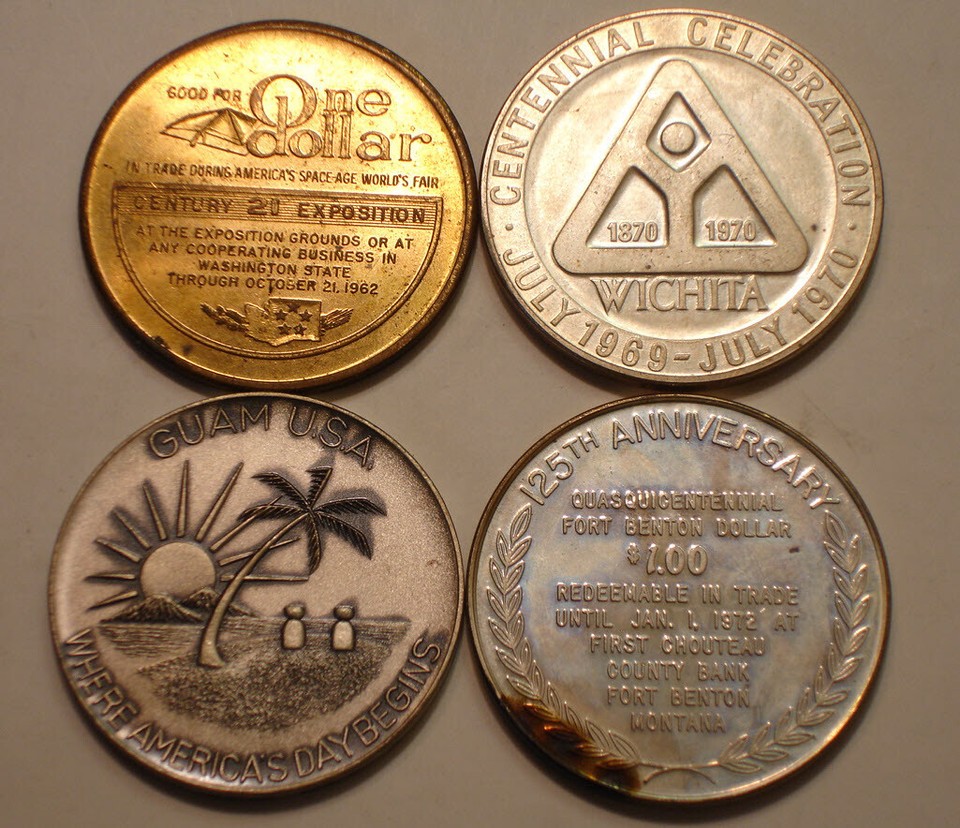 GOOD FOR One dollar
IN TRADE DURING AMERICA'S SPACE-AGE WORLD'S FAIR
CENTURY 21 EXPOSITION
AT THE EXPOSITION GROUNDS OR AT
ANY COOPERATING BUSINESS IN
WASHINGTON STATE
THROUGH OCTOBER 21, 1962
· CENTENNIAL CELEBRATION ·
1870 1970
WICHITA
JULY 1969 - JULY 1970
GUAM U.S.A.
WHERE AMERICA'S DAY BEGINS
125TH ANNIVERSARY
QUASQUICENTENNIAL
FORT BENTON DOLLAR
$1.00
REDEEMABLE IN TRADE
UNTIL JAN. 1, 1972 AT
FIRST CHOUTEAU
COUNTY BANK
FORT BENTON
MONTANA